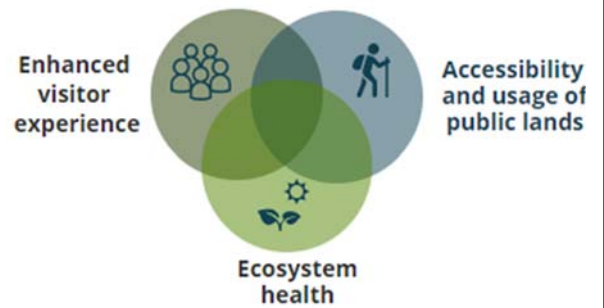 Enhanced
visitor
experience
Accessibility
and usage of
public lands
Ecosystem
health